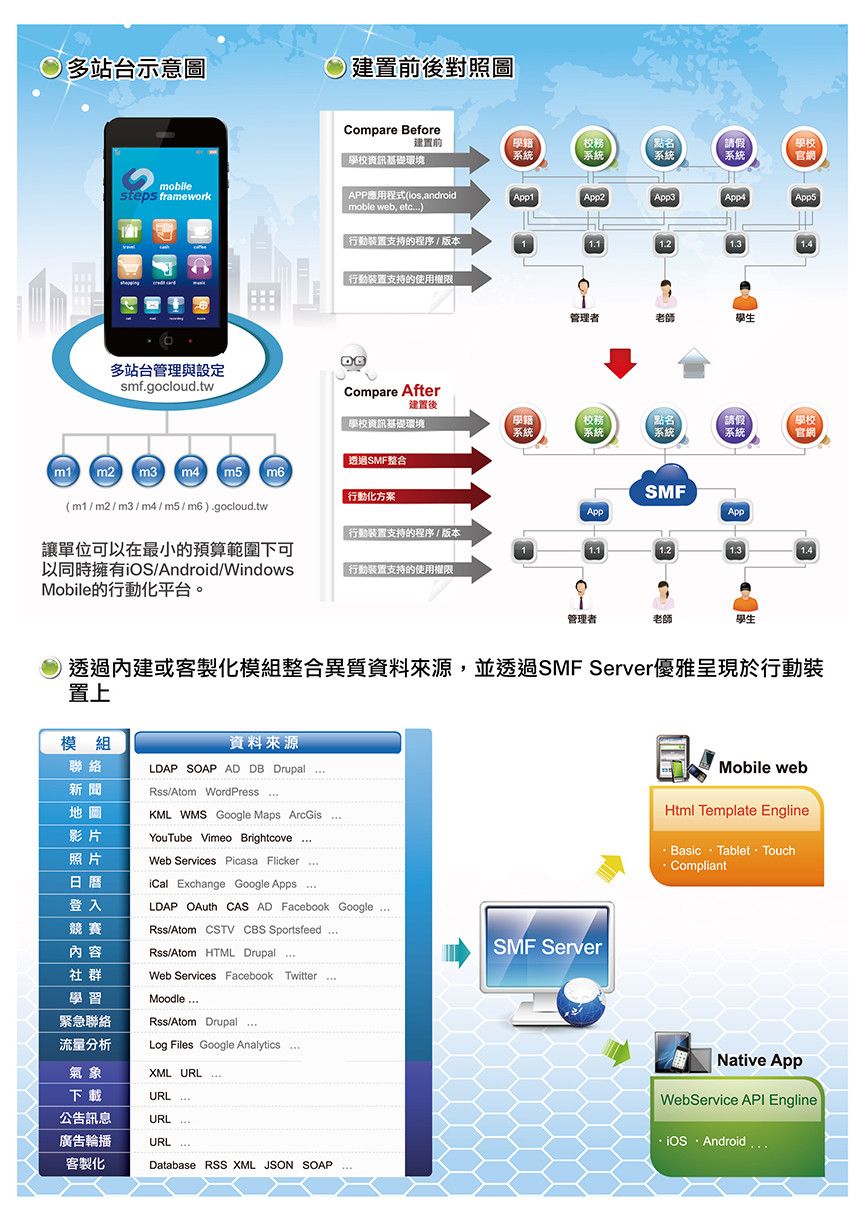 多站台示意圖
建置前後對照圖
mobile
steps framework
travel
cash
coffee
shopping
credit card
music
call
mail
recording
movie
多站台管理與設定
smf.gocloud.tw
m1
m2
m3
m4
m5
m6
( m1 / m2 / m3 / m4 / m5 / m6 ) .gocloud.tw
讓單位可以在最小的預算範圍下可
以同時擁有iOS/Android/Windows
Mobile的行動化平台。
Compare Before
建置前
學校資訊基礎環境
APP應用程式(ios,android
moble web, etc...)
行動裝置支持的程序 / 版本
行動裝置支持的使用權限
學籍
系統
校務
系統
點名
系統
請假
系統
學校
官網
App1
App2
App3
App4
App5
1
1.1
1.2
1.3
1.4
管理者
老師
學生
Compare After
建置後
學校資訊基礎環境
透過SMF整合
行動化方案
行動裝置支持的程序 / 版本
行動裝置支持的使用權限
學籍
系統
校務
系統
點名
系統
請假
系統
學校
官網
SMF
App
App
1
1.1
1.2
1.3
1.4
管理者
老師
學生
透過內建或客製化模組整合異質資料來源，並透過SMF Server優雅呈現於行動裝
置上
模 組
資料來源
聯 絡
LDAP SOAP AD DB Drupal ...
新 聞
Rss/Atom WordPress ...
地 圖
KML WMS Google Maps ArcGis ...
影 片
YouTube Vimeo Brightcove ...
照 片
Web Services Picasa Flicker ...
日 曆
iCal Exchange Google Apps ...
登 入
LDAP OAuth CAS AD Facebook Google ...
競 賽
Rss/Atom CSTV CBS Sportsfeed ...
內 容
Rss/Atom HTML Drupal ...
社 群
Web Services Facebook Twitter ...
學 習
Moodle ...
緊急聯絡
Rss/Atom Drupal ...
流量分析
Log Files Google Analytics ...
氣 象
XML URL ...
下 載
URL ...
公告訊息
URL ...
廣告輪播
URL ...
客製化
Database RSS XML JSON SOAP ...
SMF Server
Mobile web
Html Template Engline
· Basic · Tablet · Touch
· Compliant
Native App
WebService API Engline
· iOS · Android ...